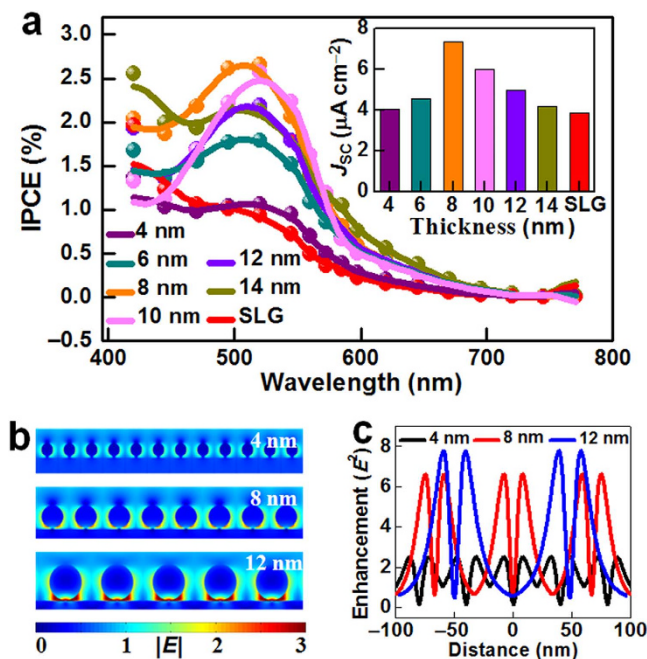 a
IPCE (%)
3.0
2.5
2.0
1.5
1.0
0.5
0.0
−0.5
400 500 600 700 800
Wavelength (nm)
4 nm
6 nm
8 nm
10 nm
12 nm
14 nm
SLG
J_SC (μA cm⁻²)
8
6
4
2
0
4 6 8 10 12 14 SLG
Thickness (nm)
b
4 nm
8 nm
12 nm
0 1 |E| 2 3
c
4 nm 8 nm 12 nm
Enhancement (E²)
8
6
4
2
0
−100 −50 0 50 100
Distance (nm)